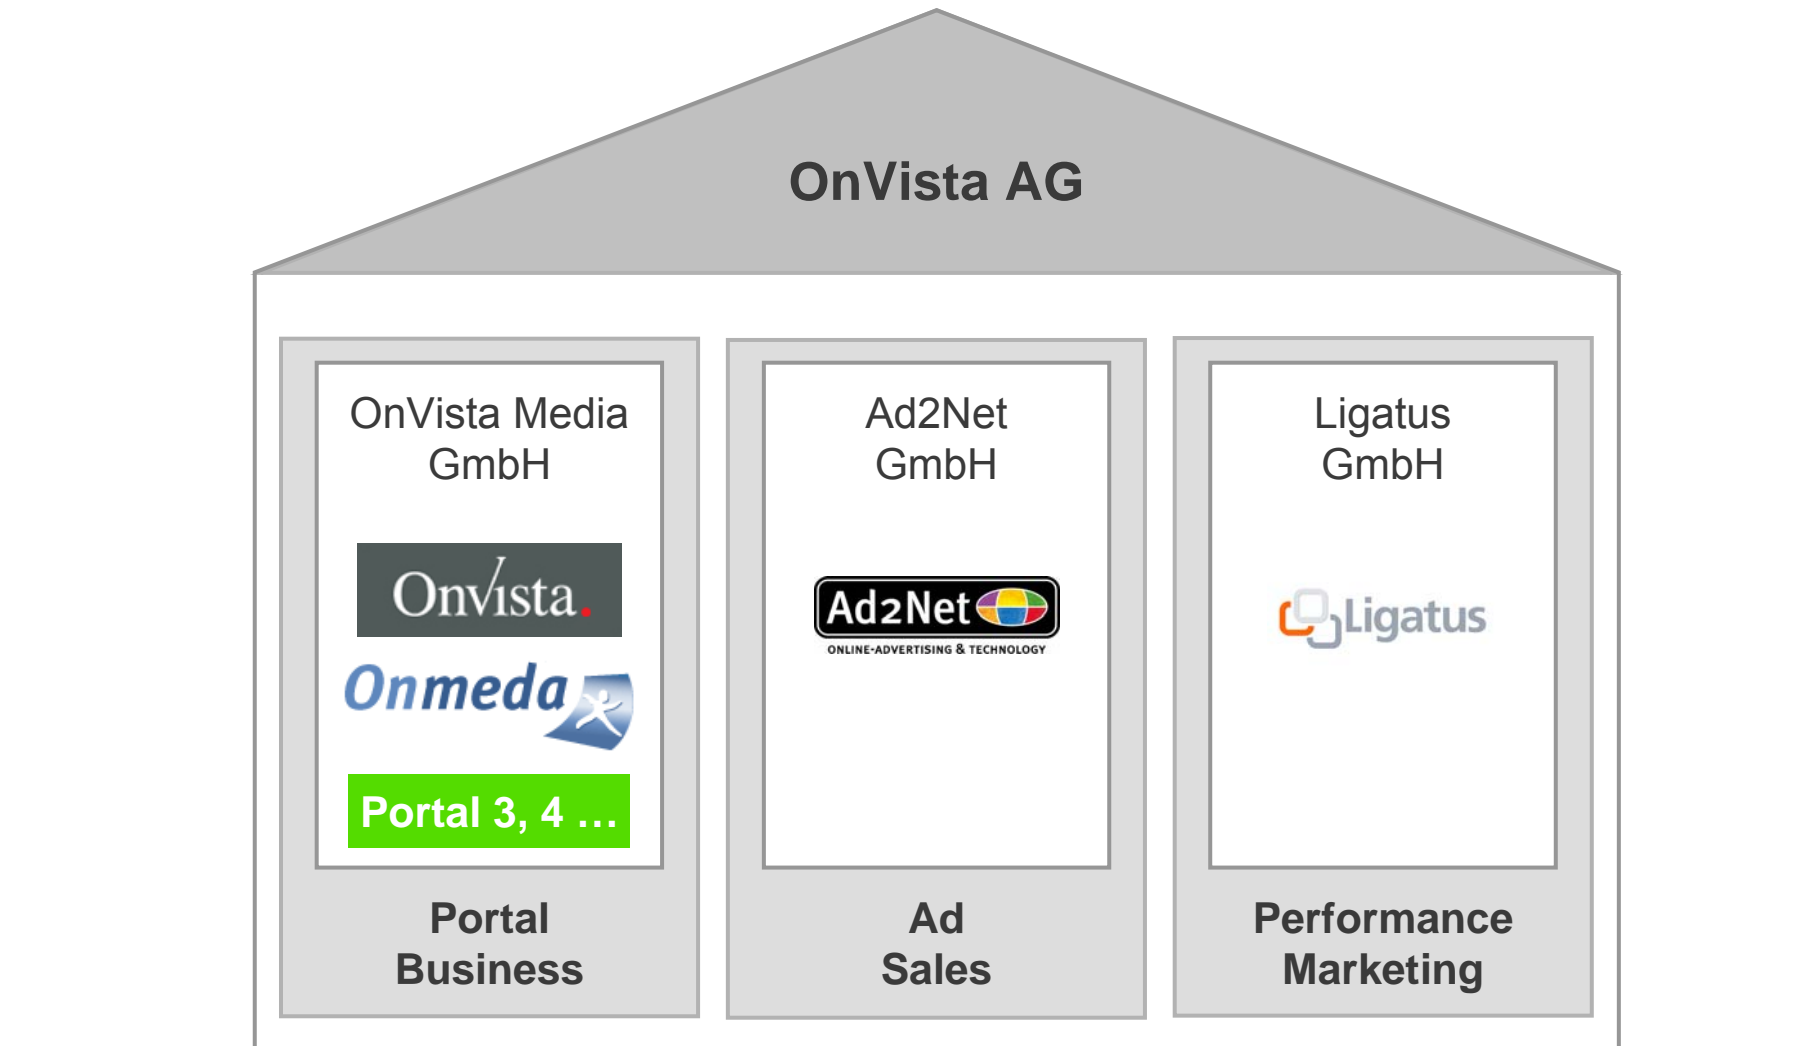 OnVista AG
OnVista Media
GmbH
Onvista.
Onmeda
Portal 3, 4 ...
Portal
Business
Ad2Net
GmbH
Ad2Net
ONLINE-ADVERTISING & TECHNOLOGY
Ad
Sales
Ligatus
GmbH
Ligatus
Performance
Marketing